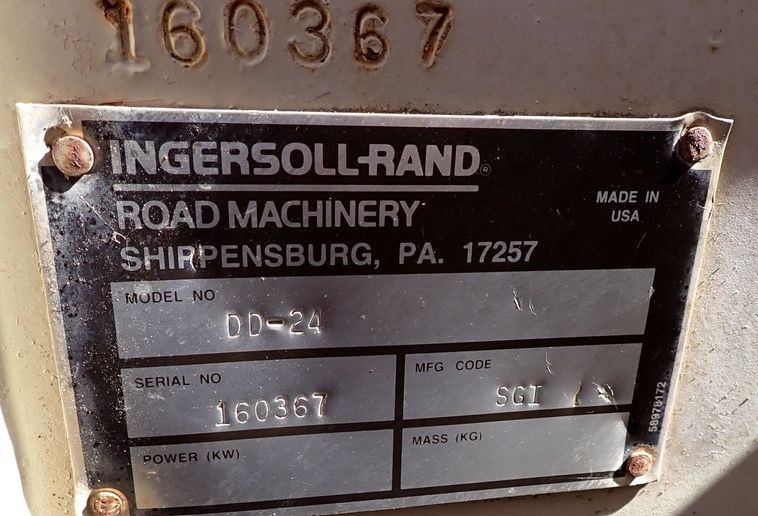 160367
INGERSOLL-RAND®
ROAD MACHINERY
SHIPPENSBURG, PA. 17257
MADE IN
USA
MODEL NO
DD-24
SERIAL NO
160367
MFG CODE
SGI
POWER (KW)
MASS (KG)
58978172